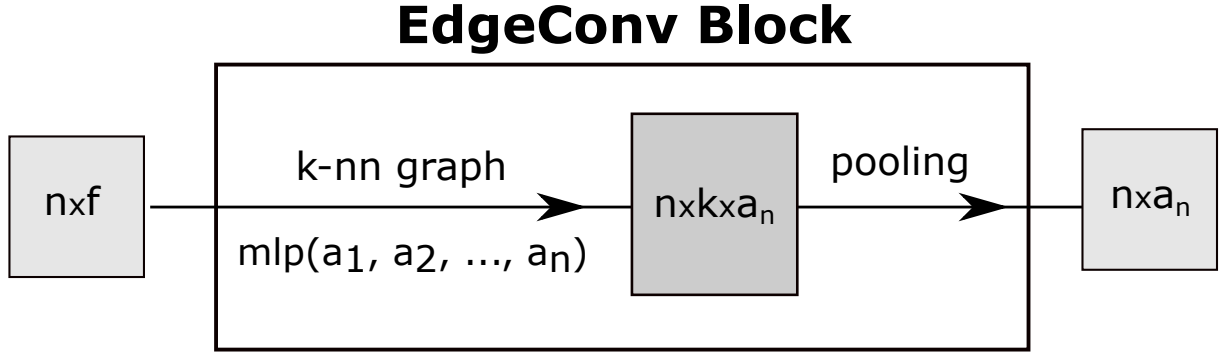 EdgeConv Block
nxf
k-nn graph
mlp(a₁, a₂, ..., aₙ)
nxkxaₙ
pooling
nxaₙ